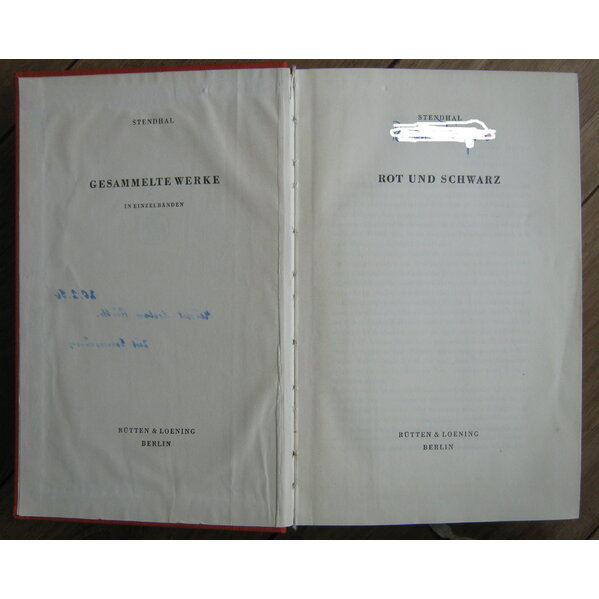 STENDHAL
GESAMMELTE WERKE
IN EINZELBÄNDEN
RÜTTEN & LOENING
BERLIN
STENDHAL
ROT UND SCHWARZ
RÜTTEN & LOENING
BERLIN